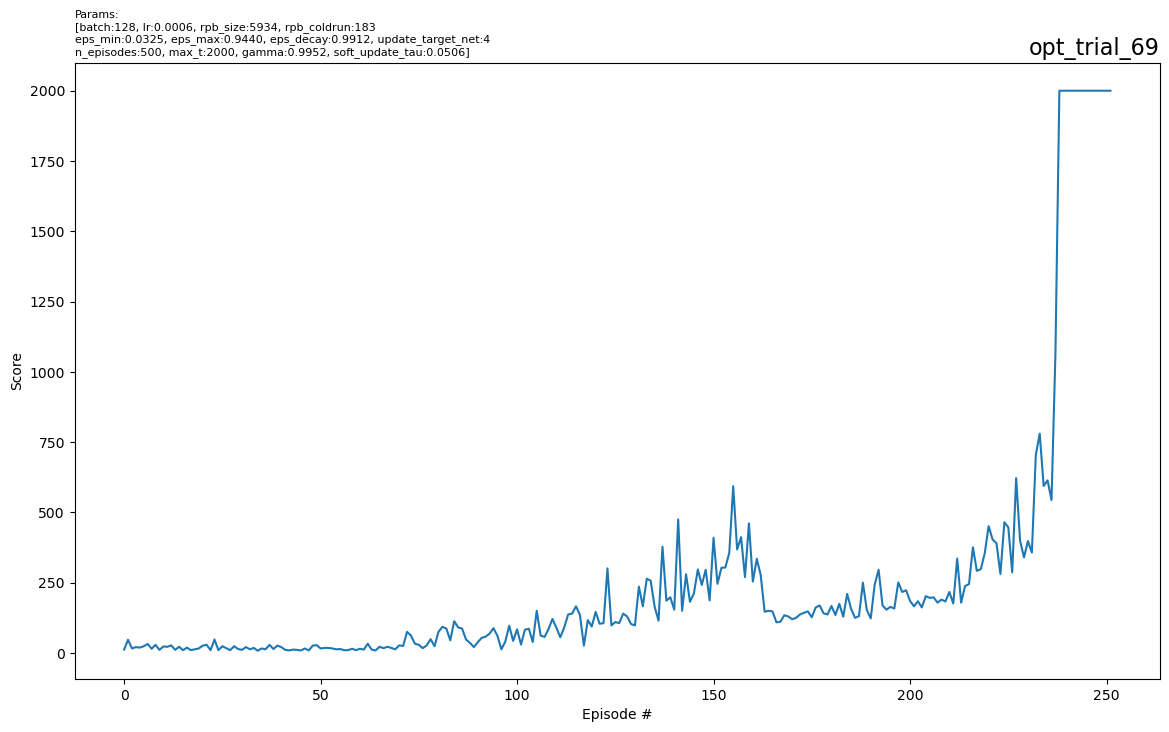 Params:
[batch:128, lr:0.0006, rpb_size:5934, rpb_coldrun:183
eps_min:0.0325, eps_max:0.9440, eps_decay:0.9912, update_target_net:4
n_episodes:500, max_t:2000, gamma:0.9952, soft_update_tau:0.0506]
opt_trial_69
2000
1750
1500
1250
1000
750
500
250
0
Score
0 50 100 150 200 250
Episode #